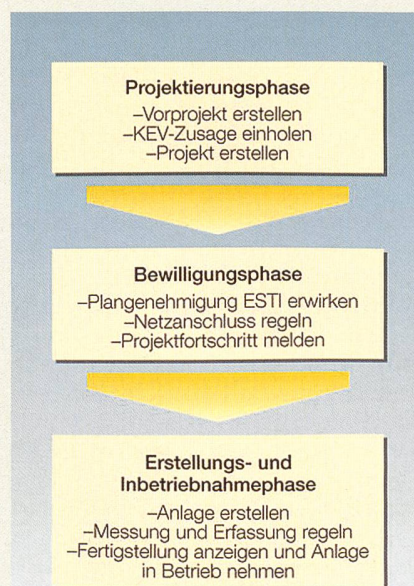 Projektierungsphase
–Vorprojekt erstellen
–KEV-Zusage einholen
–Projekt erstellen
Bewilligungsphase
–Plangenehmigung ESTI erwirken
–Netzanschluss regeln
–Projektfortschritt melden
Erstellungs- und
Inbetriebnahmephase
–Anlage erstellen
–Messung und Erfassung regeln
–Fertigstellung anzeigen und Anlage
in Betrieb nehmen